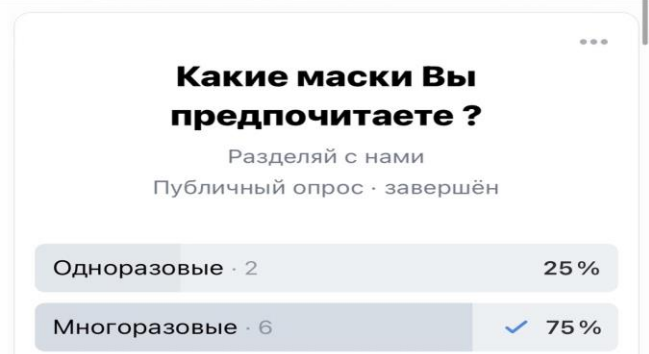 Какие маски Вы
предпочитаете ?
Разделяй с нами
Публичный опрос · завершён
Одноразовые · 2 25 %
Многоразовые · 6 75 %